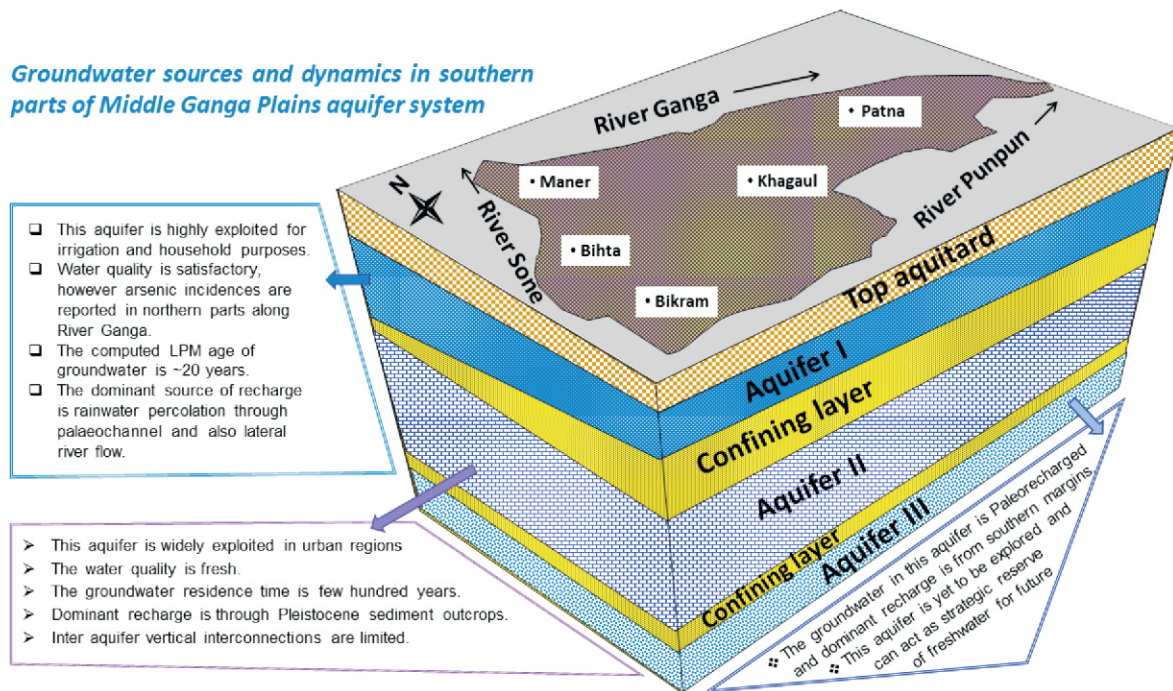 Groundwater sources and dynamics in southern
parts of Middle Ganga Plains aquifer system
River Ganga
• Patna
• Maner
• Khagaul
River Punpun
N
River Sone
• Bihta
• Bikram
Top aquitard
Aquifer I
Confining layer
Aquifer II
Confining layer
Aquifer III
❑ This aquifer is highly exploited for
irrigation and household purposes.
❑ Water quality is satisfactory,
however arsenic incidences are
reported in northern parts along
River Ganga.
❑ The computed LPM age of
groundwater is ~20 years.
❑ The dominant source of recharge
is rainwater percolation through
palaeochannel and also lateral
river flow.
➢ This aquifer is widely exploited in urban regions
➢ The water quality is fresh.
➢ The groundwater residence time is few hundred years.
➢ Dominant recharge is through Pleistocene sediment outcrops.
➢ Inter aquifer vertical interconnections are limited.
❖ The groundwater in this aquifer is Paleorecharged
and dominant recharge is from southern margins,
❖ This aquifer is yet to be explored and
can act as strategic reserve
of freshwater for future